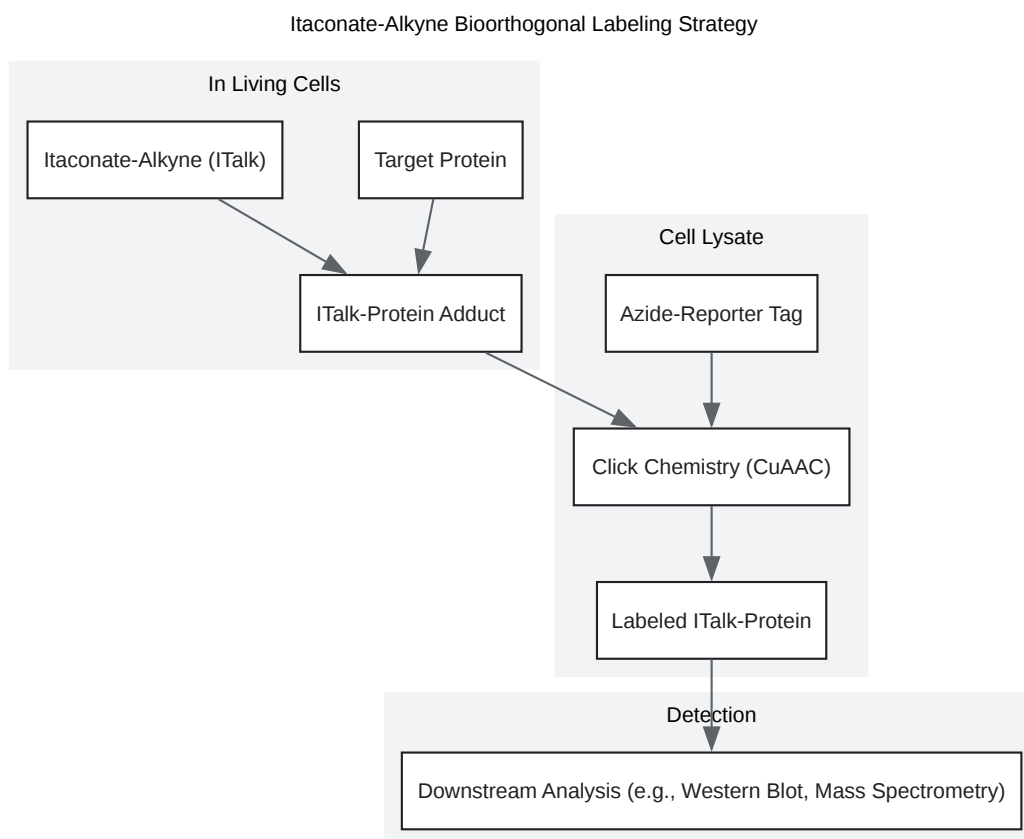 Itaconate-Alkyne Bioorthogonal Labeling Strategy
In Living Cells
Itaconate-Alkyne (ITalk)
Target Protein
ITalk-Protein Adduct
Cell Lysate
Azide-Reporter Tag
Click Chemistry (CuAAC)
Labeled ITalk-Protein
Detection
Downstream Analysis (e.g., Western Blot, Mass Spectrometry)